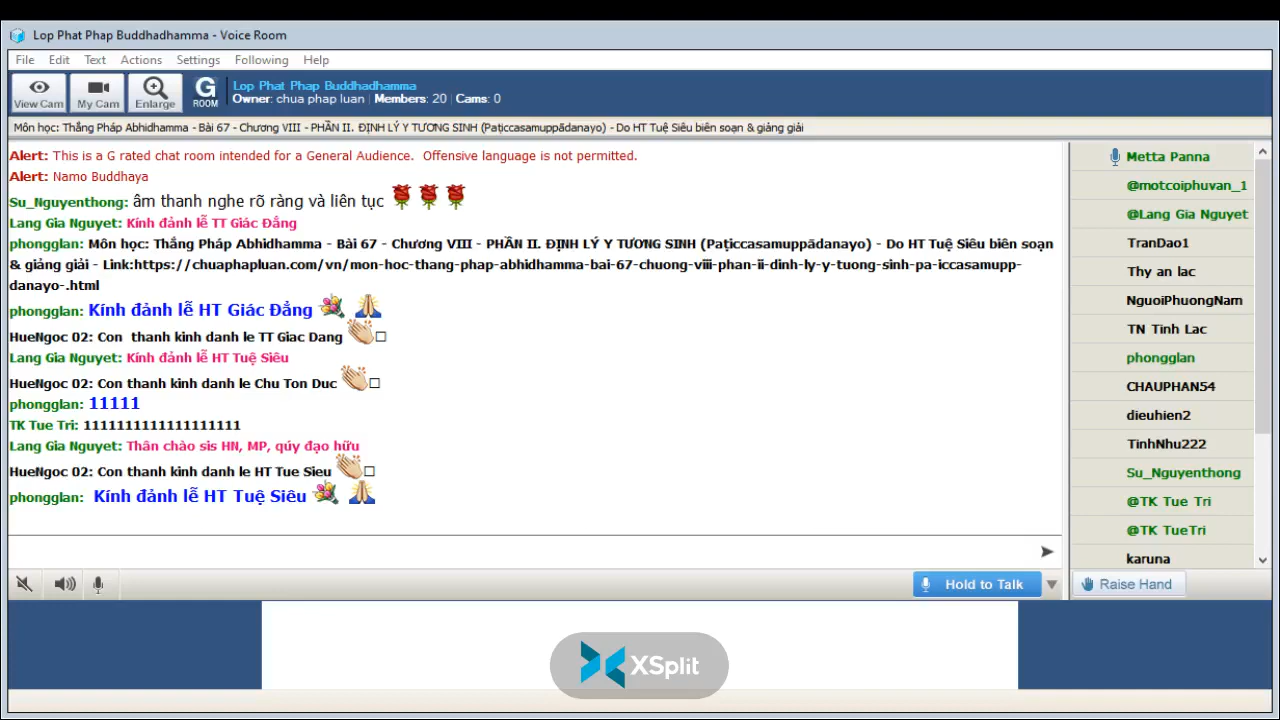 Lop Phat Phap Buddhadhamma - Voice Room
File Edit Text Actions Settings Following Help
View Cam My Cam Enlarge G ROOM
Lop Phat Phap Buddhadhamma
Owner: chua phap luan | Members: 20 | Cams: 0
Môn học: Thắng Pháp Abhidhamma - Bài 67 - Chương VIII - PHẦN II. ĐỊNH LÝ Y TƯƠNG SINH (Paṭiccasamuppādanayo) - Do HT Tuệ Siêu biên soạn & giảng giải
Alert: This is a G rated chat room intended for a General Audience. Offensive language is not permitted.
Alert: Namo Buddhaya
Su_Nguyenthong: âm thanh nghe rõ ràng và liên tục
Lang Gia Nguyet: Kính đảnh lễ TT Giác Đẳng
phongglan: Môn học: Thắng Pháp Abhidhamma - Bài 67 - Chương VIII - PHẦN II. ĐỊNH LÝ Y TƯƠNG SINH (Paṭiccasamuppādanayo) - Do HT Tuệ Siêu biên soạn
& giảng giải - Link:https://chuaphapluan.com/vn/mon-hoc-thang-phap-abhidhamma-bai-67-chuong-viii-phan-ii-dinh-ly-y-tuong-sinh-pa-iccasamupp-
danayo-.html
phongglan: Kính đảnh lễ HT Giác Đẳng
HueNgoc 02: Con thanh kinh danh le TT Giac Dang
Lang Gia Nguyet: Kính đảnh lễ HT Tuệ Siêu
HueNgoc 02: Con thanh kinh danh le Chu Ton Duc
phongglan: 11111
TK Tue Tri: 1111111111111111111
Lang Gia Nguyet: Thân chào sis HN, MP, qúy đạo hữu
HueNgoc 02: Con thanh kinh danh le HT Tue Sieu
phongglan: Kính đảnh lễ HT Tuệ Siêu
Metta Panna
@motcoiphuvan_1
@Lang Gia Nguyet
TranDao1
Thy an lac
NguoiPhuongNam
TN Tinh Lac
phongglan
CHAUPHAN54
dieuhien2
TinhNhu222
Su_Nguyenthong
@TK Tue Tri
@TK TueTri
karuna
Hold to Talk
Raise Hand
XSplit